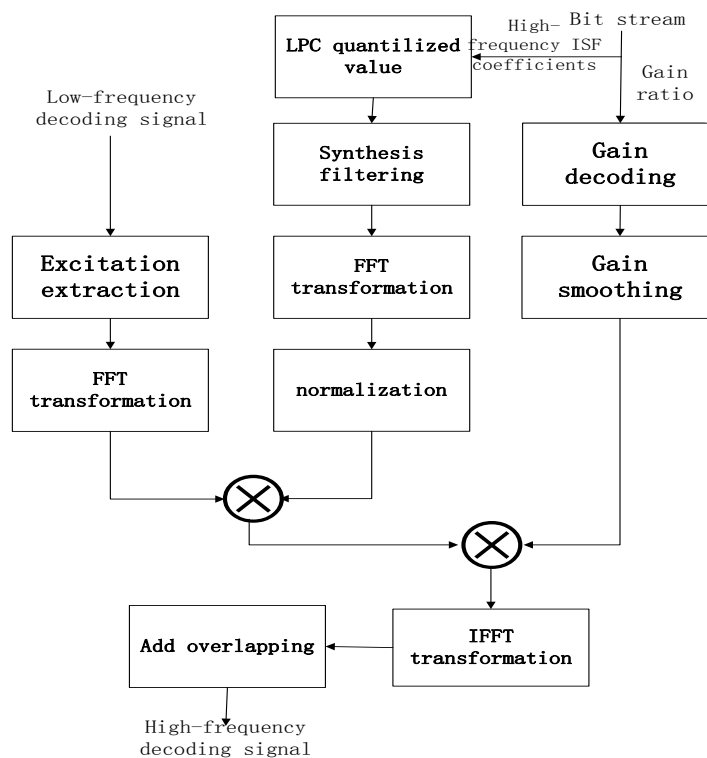 Bit stream
High-
frequency ISF
coefficients
LPC quantilized
value
Gain
ratio
Low-frequency
decoding signal
Synthesis
filtering
Gain
decoding
Excitation
extraction
FFT
transformation
Gain
smoothing
FFT
transformation
normalization
Add overlapping
IFFT
transformation
High-frequency
decoding signal